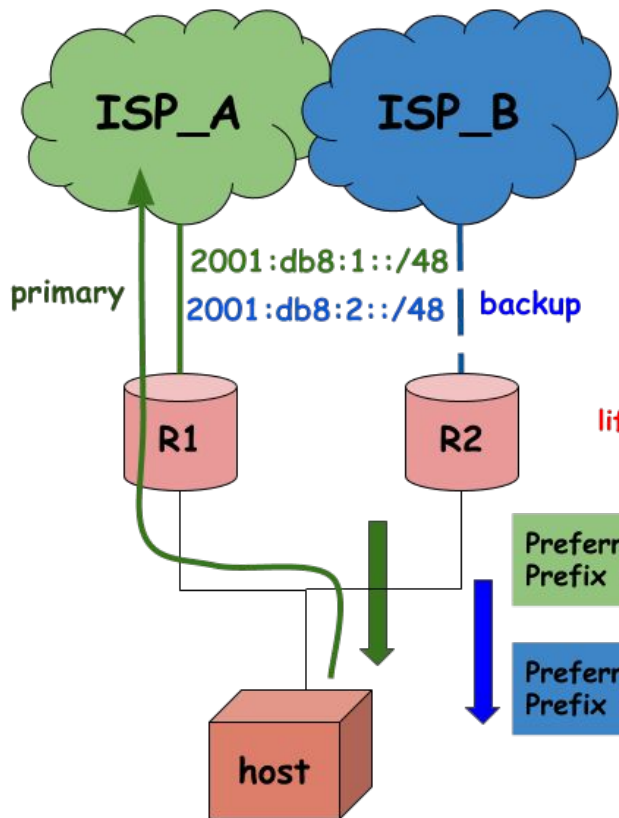 ISP_A
ISP_B
2001:db8:1::/48
primary
2001:db8:2::/48
backup
R1
R2
Prefix
Prefix
host